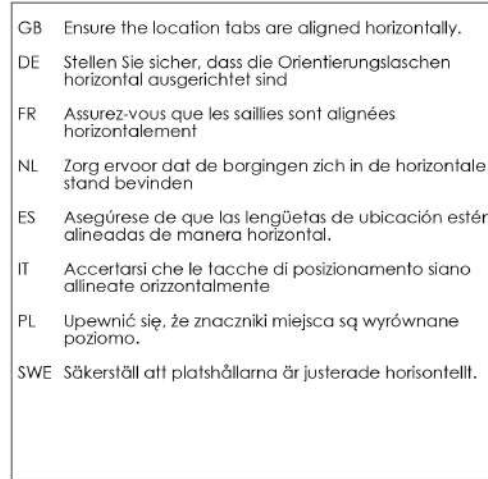 GB Ensure the location tabs are aligned horizontally.
DE Stellen Sie sicher, dass die Orientierungslaschen
horizontal ausgerichtet sind
FR Assurez-vous que les saillies sont alignées
horizontalement
NL Zorg ervoor dat de borgingen zich in de horizontale
stand bevinden
ES Asegúrese de que las lengüetas de ubicación estén
alineadas de manera horizontal.
IT Accertarsi che le tacche di posizionamento siano
allineate orizzontalmente
PL Upewnić się, że znaczniki miejsca są wyrównane
poziomo.
SWE Säkerställ att platshållarna är justerade horisontellt.